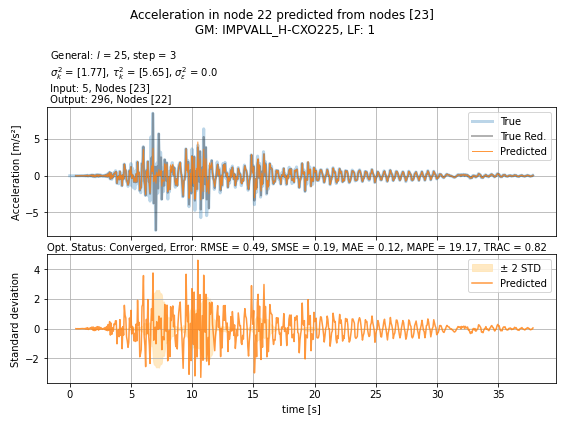 Acceleration in node 22 predicted from nodes [23]
GM: IMPVALL_H-CXO225, LF: 1
General: l = 25, step = 3
σ²ₖ = [1.77], τ²ₖ = [5.65], σ²_ε = 0.0
Input: 5, Nodes [23]
Output: 296, Nodes [22]
Acceleration [m/s²]
5
0
−5
True
True Red.
Predicted
Opt. Status: Converged, Error: RMSE = 0.49, SMSE = 0.19, MAE = 0.12, MAPE = 19.17, TRAC = 0.82
Standard deviation
4
2
0
−2
± 2 STD
Predicted
0 5 10 15 20 25 30 35
time [s]